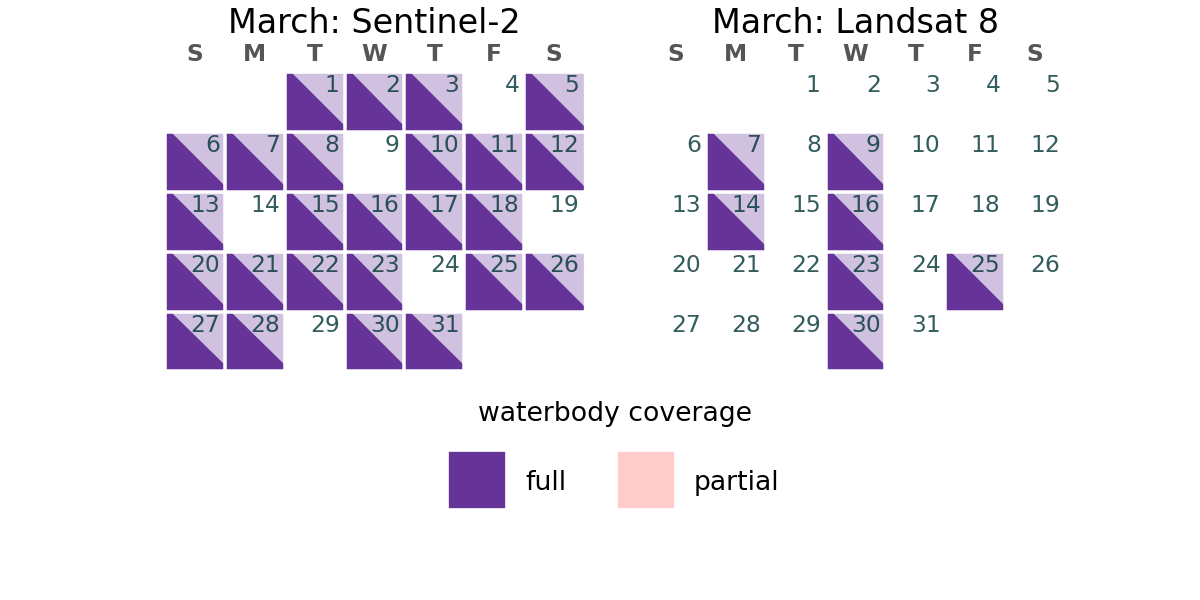 March: Sentinel-2
S M T W T F S
1 2 3 4 5
6 7 8 9 10 11 12
13 14 15 16 17 18 19
20 21 22 23 24 25 26
27 28 29 30 31
March: Landsat 8
S M T W T F S
1 2 3 4 5
6 7 8 9 10 11 12
13 14 15 16 17 18 19
20 21 22 23 24 25 26
27 28 29 30 31
waterbody coverage
full partial